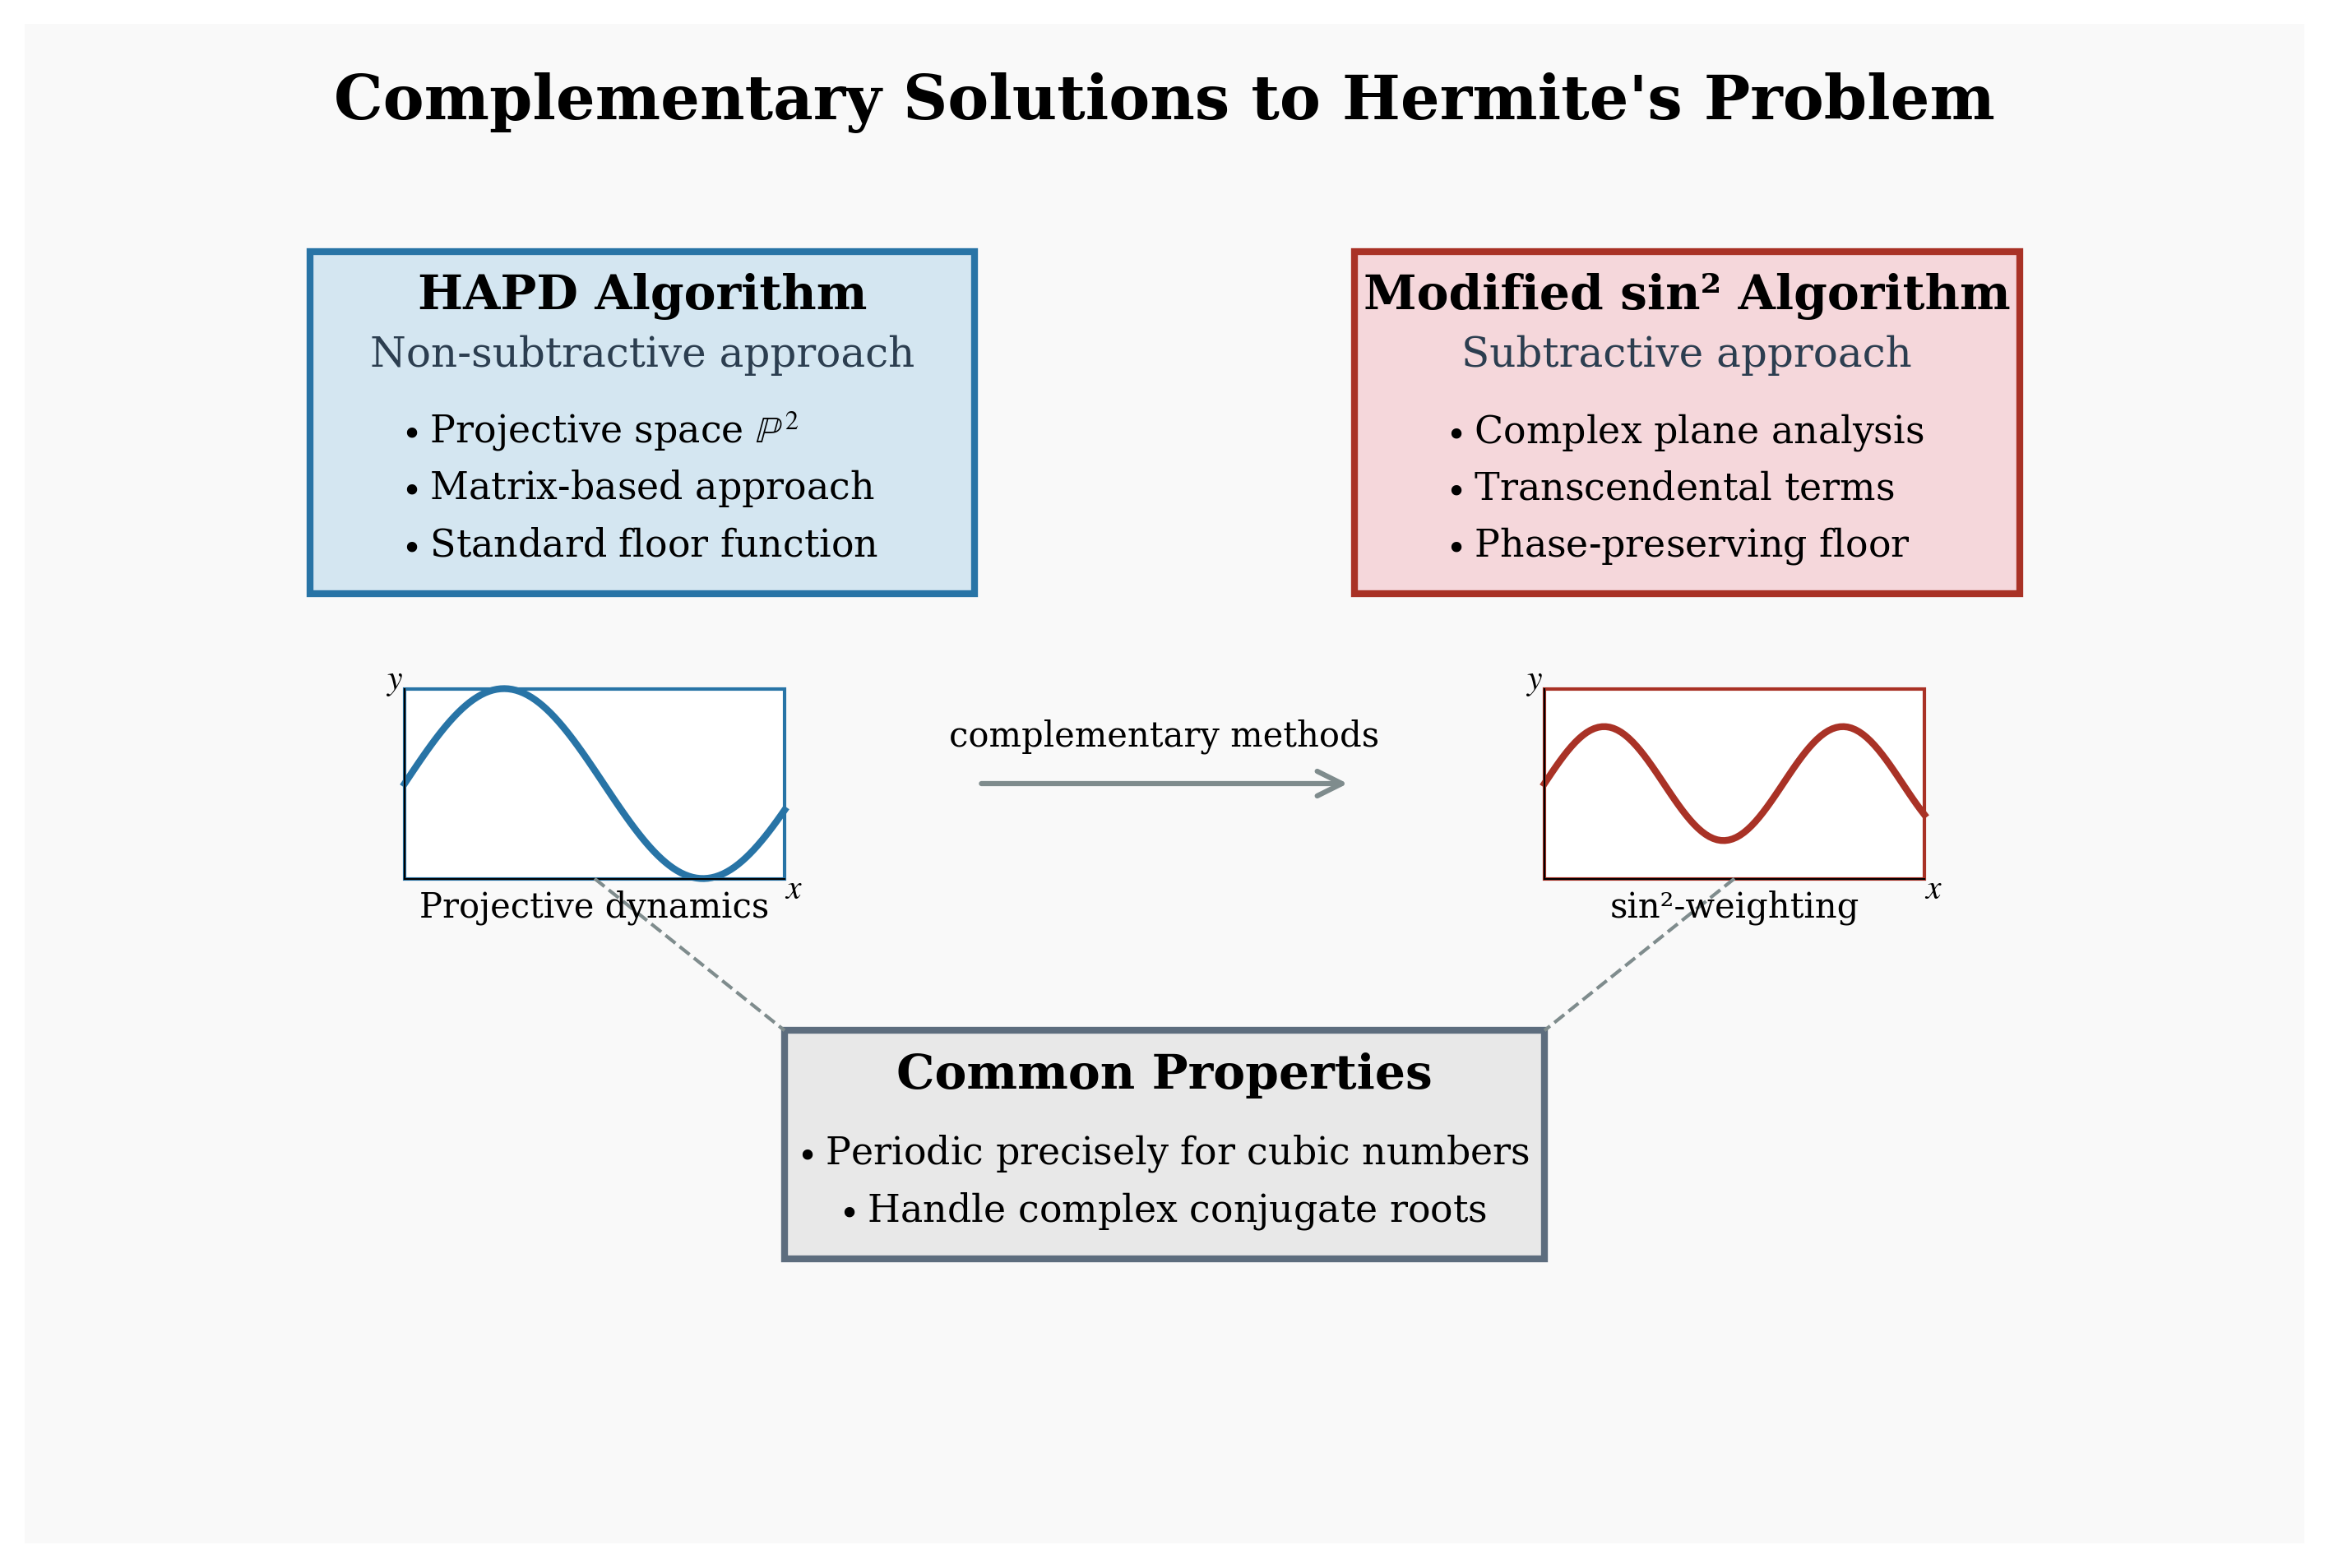 Complementary Solutions to Hermite's Problem
HAPD Algorithm
Non-subtractive approach
• Projective space ℙ²
• Matrix-based approach
• Standard floor function
Modified sin² Algorithm
Subtractive approach
• Complex plane analysis
• Transcendental terms
• Phase-preserving floor
y
x
Projective dynamics
complementary methods
y
x
sin²-weighting
Common Properties
• Periodic precisely for cubic numbers
• Handle complex conjugate roots